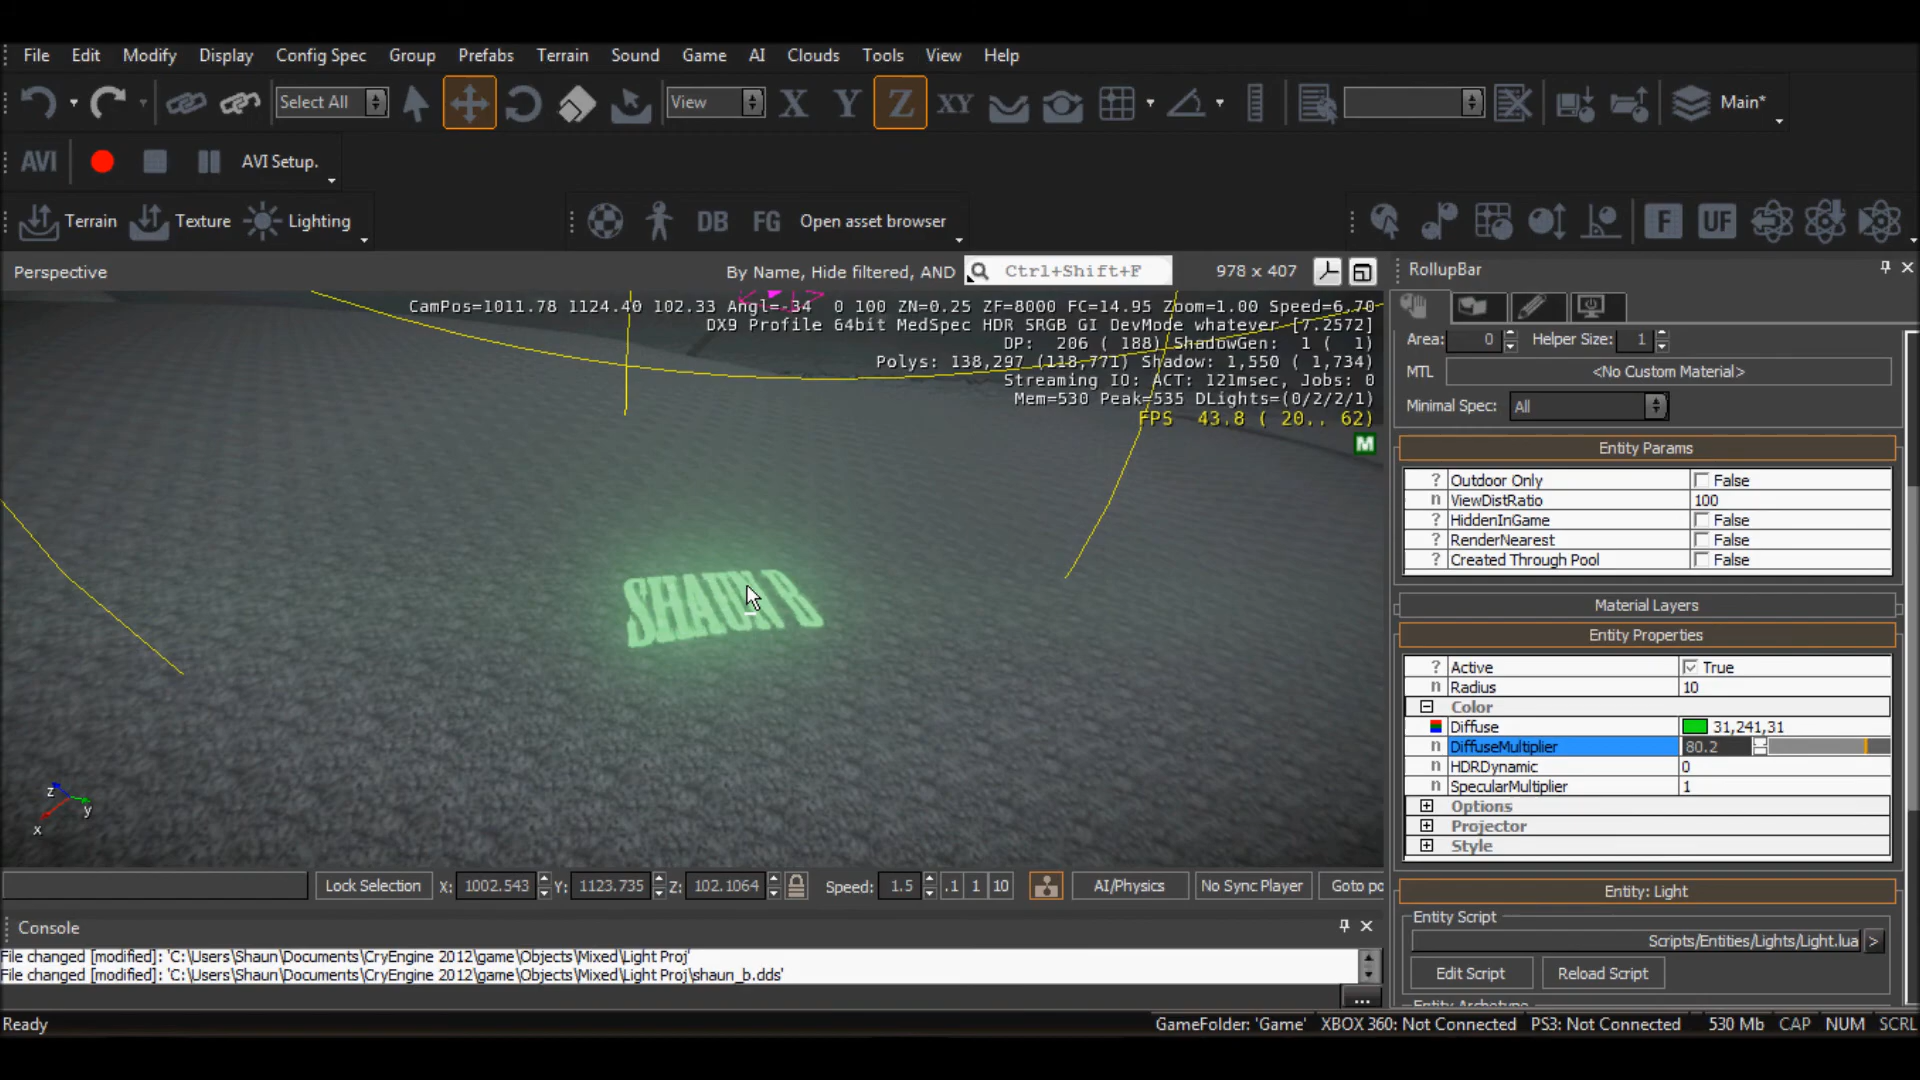 File Edit Modify Display Config Spec Group Prefabs Terrain Sound Game AI Clouds Tools View Help
Select All View X Y Z XY Main*
AVI AVI Setup.
Terrain Texture Lighting DB FG Open asset browser F UF
Perspective By Name, Hide filtered, AND Ctrl+Shift+F 978 x 407 RollupBar
CamPos=1011.78 1124.40 102.33 Angl=-34 0 100 ZN=0.25 ZF=8000 FC=14.95 Zoom=1.00 Speed=6.70
DX9 Profile 64bit MedSpec HDR SRGB GI DevMode whatever [7.2572]
DP: 206 ( 188) ShadowGen: 1 ( 1)
Polys: 138,297 (118,771) Shadow: 1,550 ( 1,734)
Streaming IO: ACT: 121msec, Jobs: 0
Mem=530 Peak=535 DLights=(0/2/2/1)
FPS 43.8 ( 20.. 62)
M
SHAUN B
z
y
x
Area: 0 Helper Size: 1
MTL <No Custom Material>
Minimal Spec: All
Entity Params
? Outdoor Only False
n ViewDistRatio 100
? HiddenInGame False
? RenderNearest False
? Created Through Pool False
Material Layers
Entity Properties
? Active True
n Radius 10
Color
Diffuse 31,241,31
n DiffuseMultiplier 80.2
n HDRDynamic 0
n SpecularMultiplier 1
Options
Projector
Style
Entity: Light
Entity Script
Scripts/Entities/Lights/Light.lua >
Edit Script Reload Script
Entity Archetype
Lock Selection X: 1002.543 Y: 1123.735 Z: 102.1064 Speed: 1.5 .1 1 10 AI/Physics No Sync Player Goto po
Console
File changed [modified]: 'C:\Users\Shaun\Documents\CryEngine 2012\game\Objects\Mixed\Light Proj'
File changed [modified]: 'C:\Users\Shaun\Documents\CryEngine 2012\game\Objects\Mixed\Light Proj\shaun_b.dds'
...
Ready GameFolder: 'Game' XBOX 360: Not Connected PS3: Not Connected 530 Mb CAP NUM SCRL